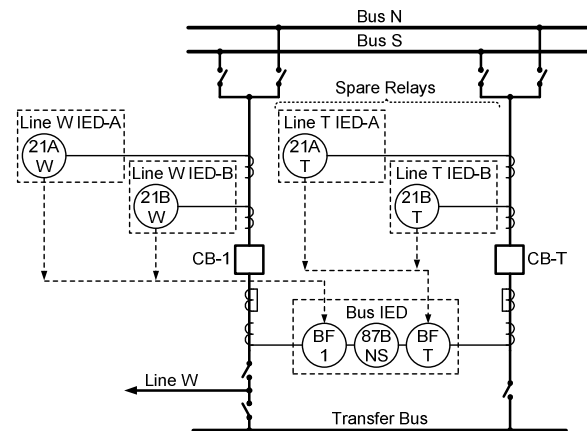 Bus N
Bus S
Spare Relays
Line W IED-A
Line T IED-A
21A
W
21A
T
Line W IED-B
Line T IED-B
21B
W
21B
T
CB-1
CB-T
Bus IED
BF
1
87B
NS
BF
T
Line W
Transfer Bus